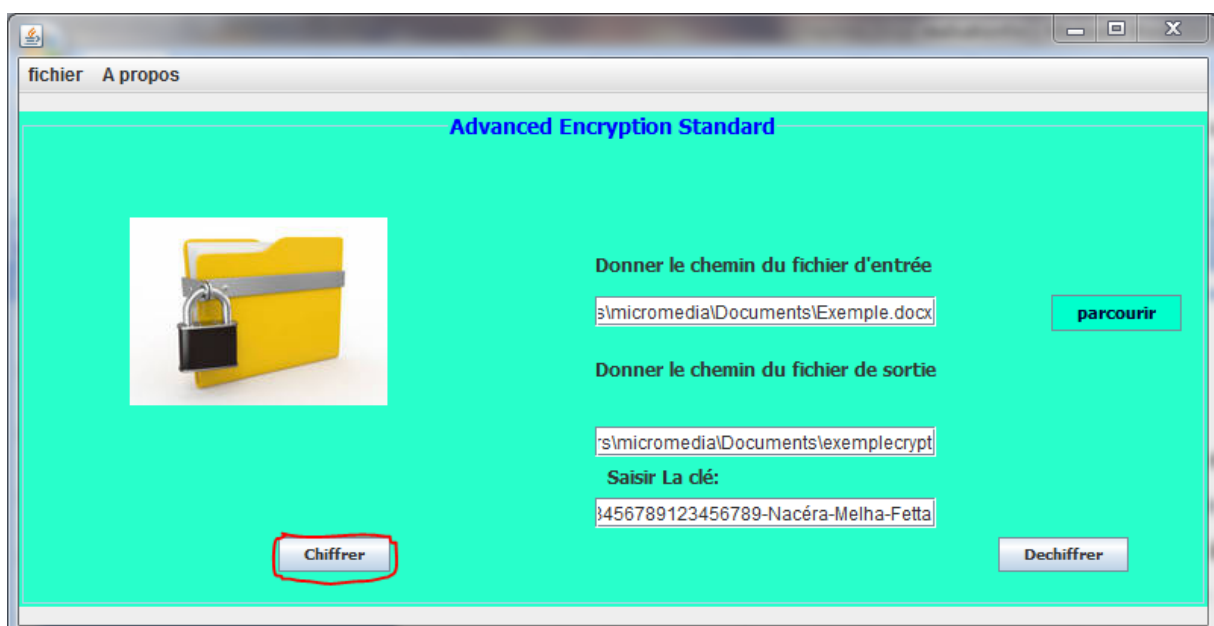 fichier A propos
Advanced Encryption Standard
Donner le chemin du fichier d'entrée
s\micromedia\Documents\Exemple.docx
parcourir
Donner le chemin du fichier de sortie
rs\micromedia\Documents\exemplecrypt
Saisir La clé:
3456789123456789-Nacéra-Melha-Fetta
Chiffrer
Dechiffrer